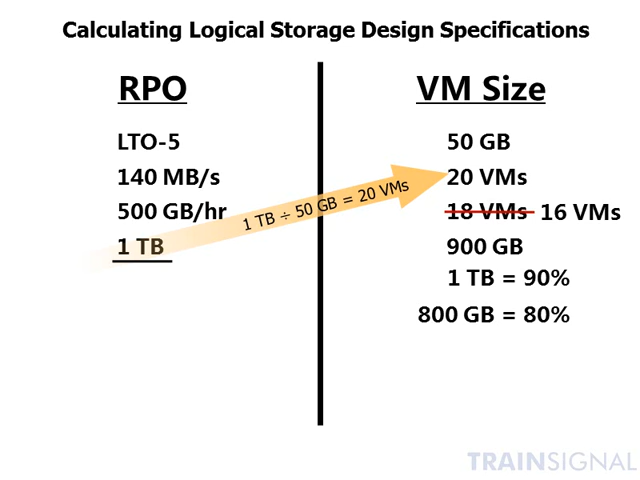 Calculating Logical Storage Design Specifications
RPO
LTO-5
140 MB/s
500 GB/hr
1 TB
1 TB ÷ 50 GB = 20 VMs
VM Size
50 GB
20 VMs
18 VMs 16 VMs
900 GB
1 TB = 90%
800 GB = 80%
TRAINSIGNAL